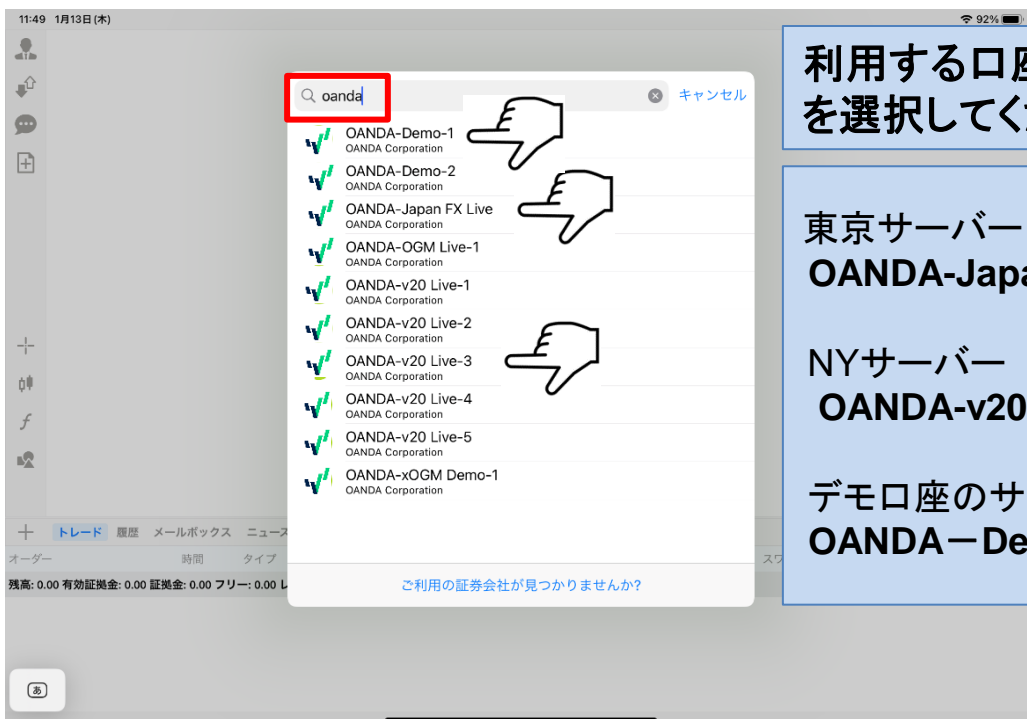 11:49 1月13日(木)
92%
oanda
キャンセル
OANDA-Demo-1
OANDA Corporation
OANDA-Demo-2
OANDA Corporation
OANDA-Japan FX Live
OANDA Corporation
OANDA-OGM Live-1
OANDA Corporation
OANDA-v20 Live-1
OANDA Corporation
OANDA-v20 Live-2
OANDA Corporation
OANDA-v20 Live-3
OANDA Corporation
OANDA-v20 Live-4
OANDA Corporation
OANDA-v20 Live-5
OANDA Corporation
OANDA-xOGM Demo-1
OANDA Corporation
ご利用の証券会社が見つかりませんか?
利用する口座
を選択してく
東京サーバー
OANDA-Japa
NYサーバー
OANDA-v20
デモ口座のサ
OANDA－De
トレード 履歴 メールボックス ニュース
オーダー 時間 タイプ スワ
残高: 0.00 有効証拠金: 0.00 証拠金: 0.00 フリー: 0.00 レ
あ